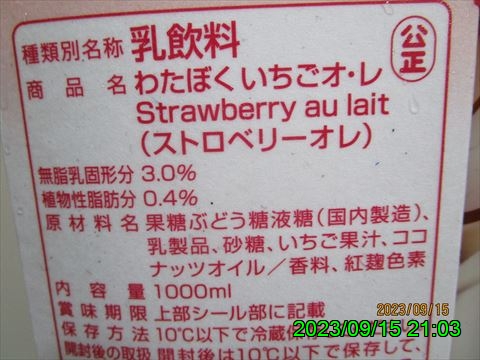 種類別名称 乳飲料
公正
商品名 わたぼくいちごオ・レ
Strawberry au lait
(ストロベリーオレ)
無脂乳固形分 3.0%
植物性脂肪分 0.4%
原材料名 果糖ぶどう糖液糖(国内製造)、
乳製品、砂糖、いちご果汁、ココ
ナッツオイル/香料、紅麹色素
内容量 1000ml
賞味期限 上部シール部に記載
2023/09/15
保存方法 10℃以下で冷蔵保存
2023/09/15 21:03
開封後の取扱 開封後は10℃以下で保存して